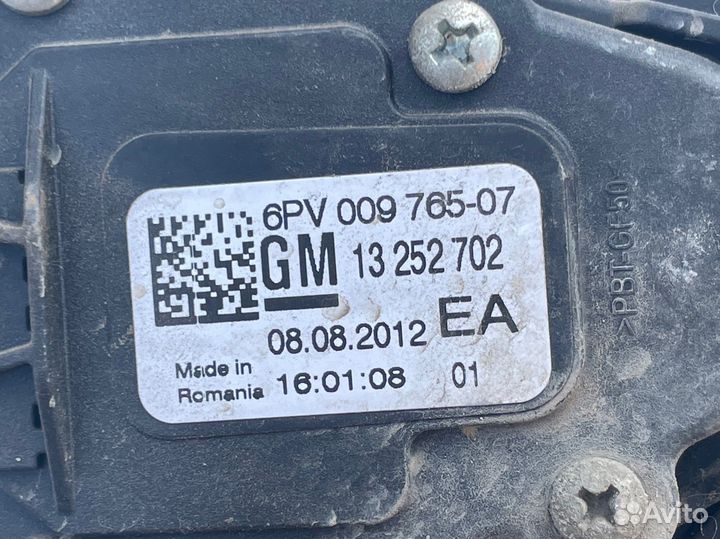 6PV 009 765-07
GM 13 252 702
08.08.2012 EA
Made in
Romania 16:01:08 01
>PBT-GF30
Avito